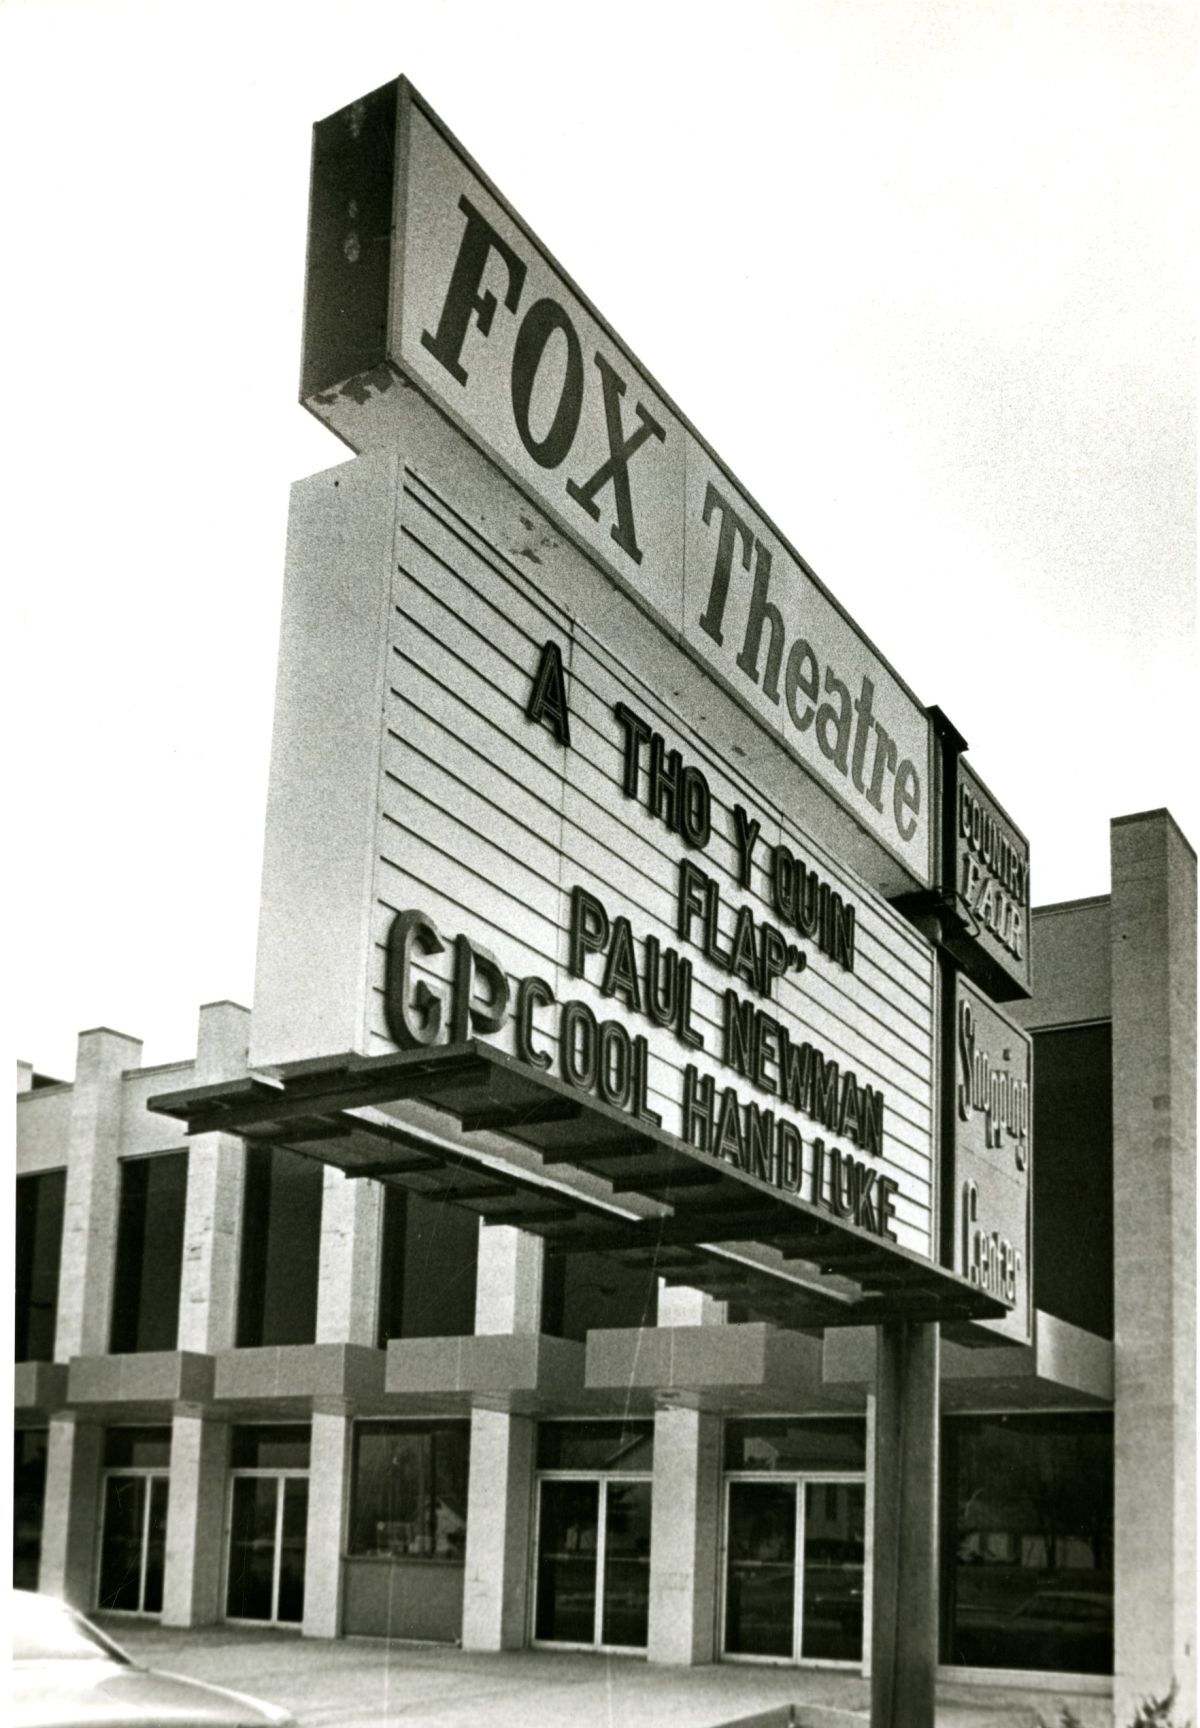 FOX Theatre
A THO Y QUIN
FLAP"
PAUL NEWMAN
GP COOL HAND LUKE
COUNTRY
FAIR
Shopping
Center